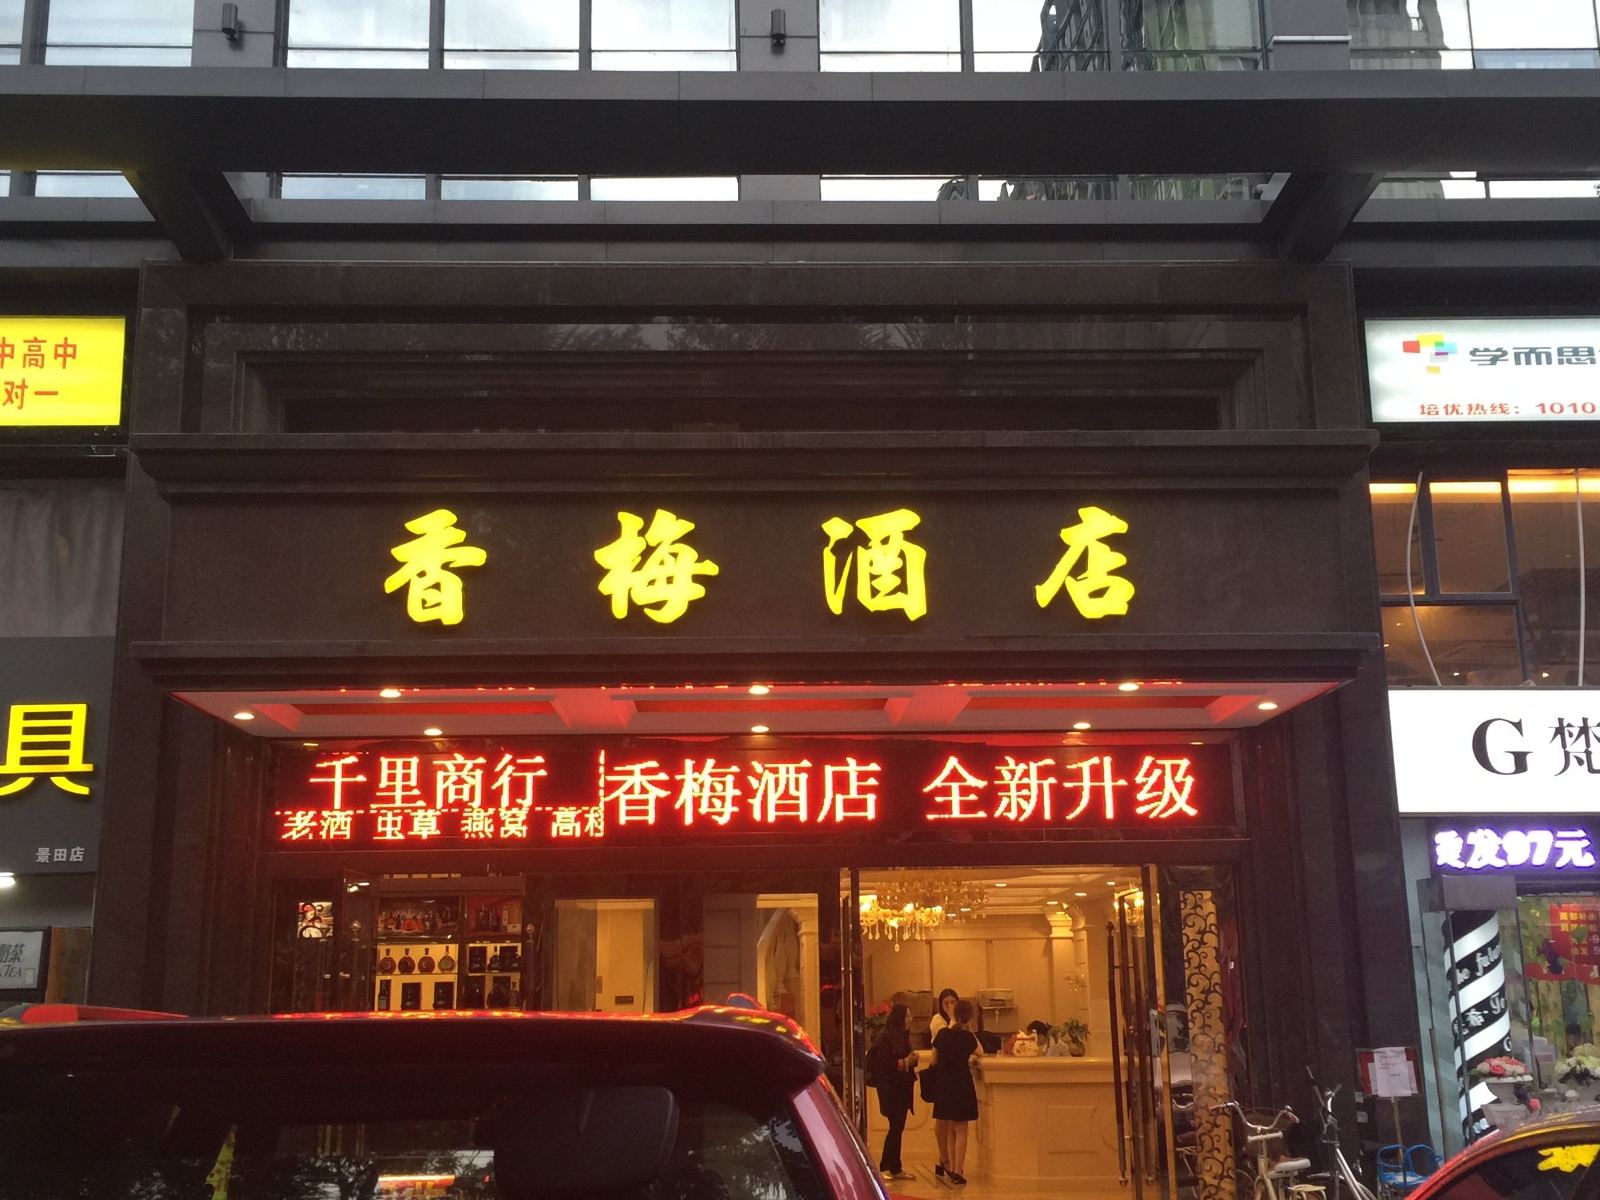 中高中
对一
学而思
培优热线：1010
香梅酒店
千里商行
老酒 虫草 燕窝 高
香梅酒店 全新升级
具
景田店
G 梵
发97元
TEA